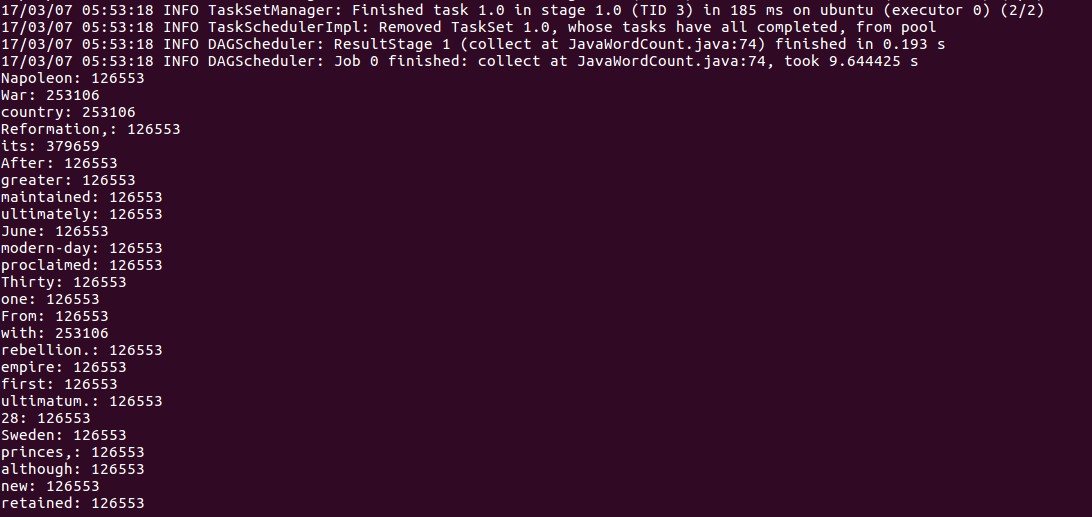 17/03/07 05:53:18 INFO TaskSetManager: Finished task 1.0 in stage 1.0 (TID 3) in 185 ms on ubuntu (executor 0) (2/2)
17/03/07 05:53:18 INFO TaskSchedulerImpl: Removed TaskSet 1.0, whose tasks have all completed, from pool
17/03/07 05:53:18 INFO DAGScheduler: ResultStage 1 (collect at JavaWordCount.java:74) finished in 0.193 s
17/03/07 05:53:18 INFO DAGScheduler: Job 0 finished: collect at JavaWordCount.java:74, took 9.644425 s
Napoleon: 126553
War: 253106
country: 253106
Reformation,: 126553
its: 379659
After: 126553
greater: 126553
maintained: 126553
ultimately: 126553
June: 126553
modern-day: 126553
proclaimed: 126553
Thirty: 126553
one: 126553
From: 126553
with: 253106
rebellion.: 126553
empire: 126553
first: 126553
ultimatum.: 126553
28: 126553
Sweden: 126553
princes,: 126553
although: 126553
new: 126553
retained: 126553